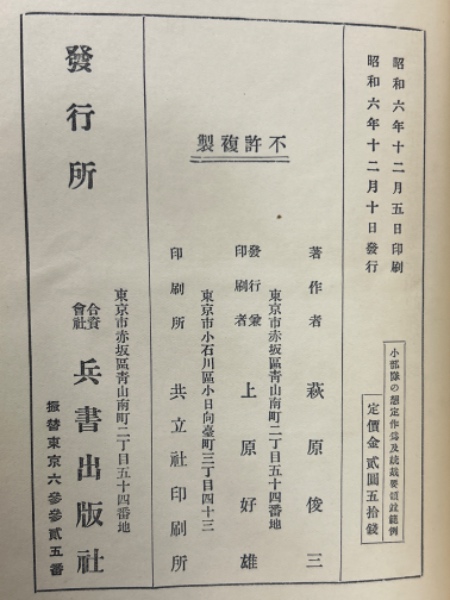 昭和六年十二月五日印刷
昭和六年十二月十日發行
小部隊の想定作爲及統裁要領並範例
定價金貳圓五拾錢
不許複製
著作者 萩原俊三
東京市赤坂區靑山南町二丁目五十四番地
發行兼印刷者 上原好雄
東京市小石川區小日向臺町三丁目四十三
印刷所 共立社印刷所
發行所
東京市赤坂區靑山南町二丁目五十四番地
合資會社 兵書出版社
振替東京六參參貳五番